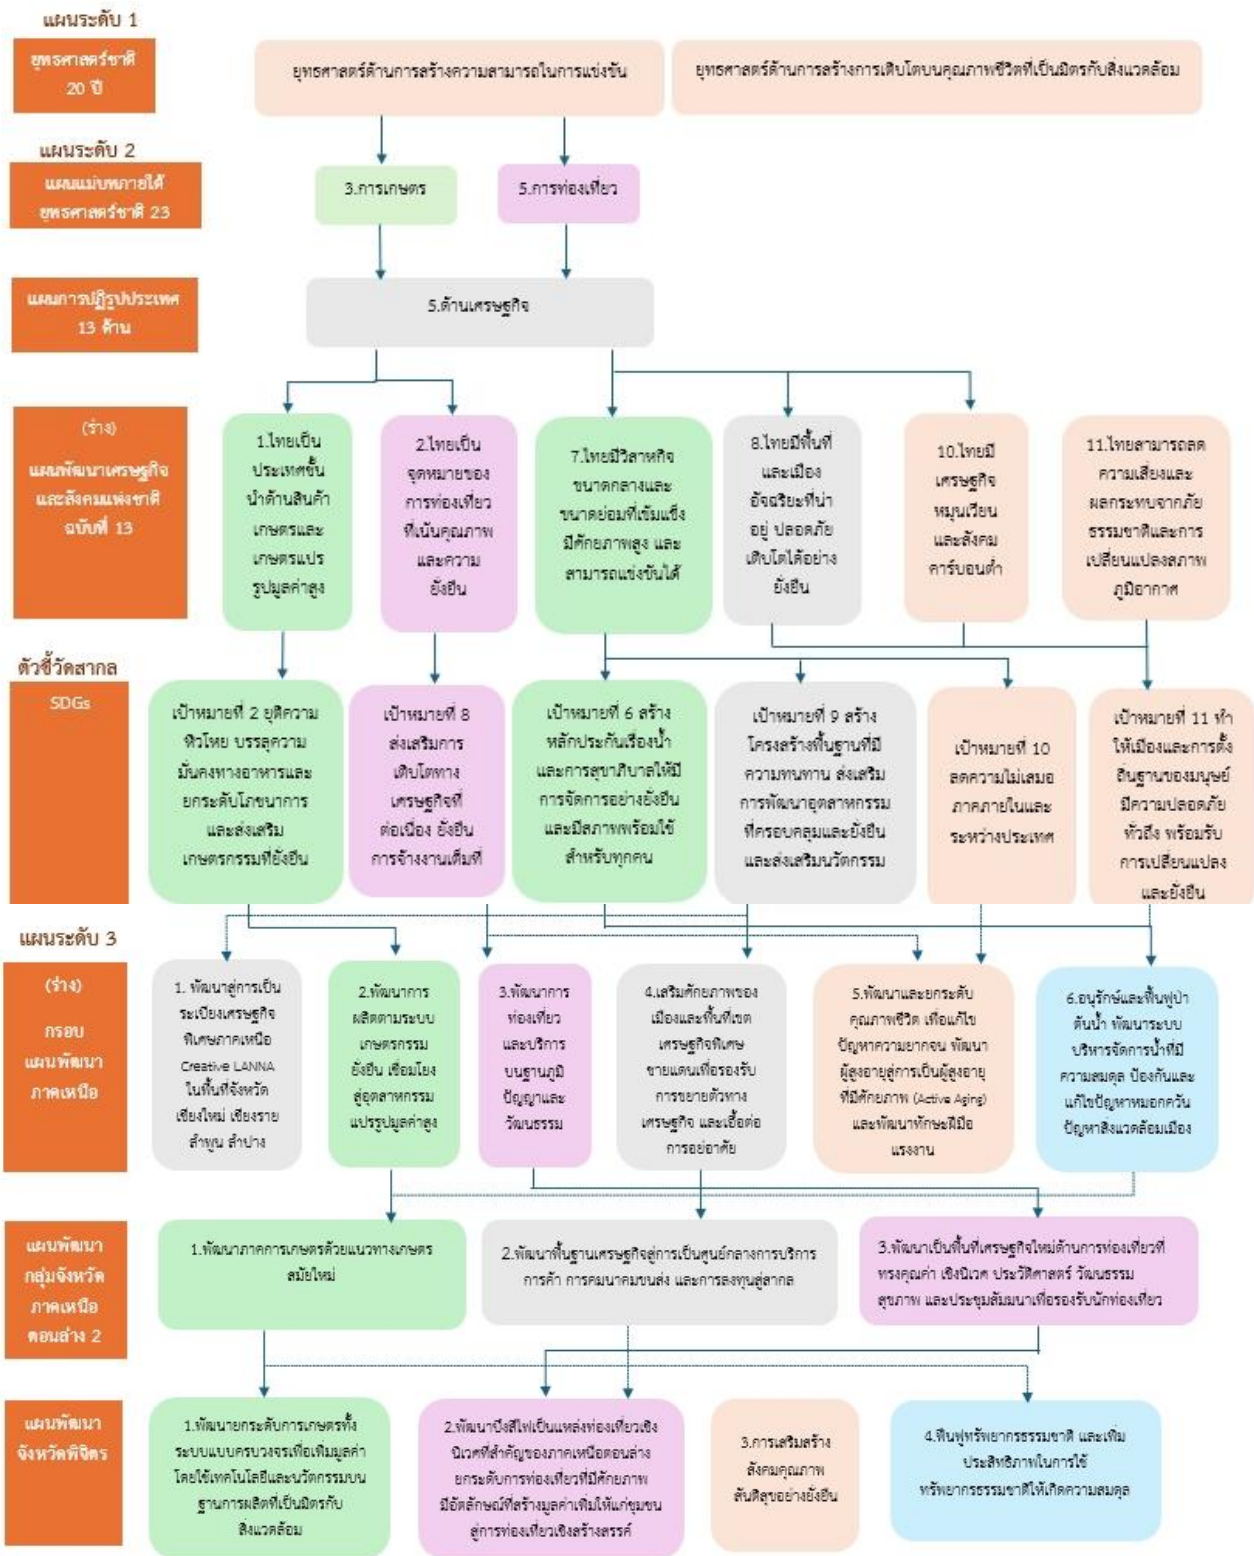 แผนระดับ 1
ยุทธศาสตร์ชาติ
20 ปี
ยุทธศาสตร์ด้านการสร้างความสามารถในการแข่งขัน
ยุทธศาสตร์ด้านการสร้างการเติบโตบนคุณภาพชีวิตที่เป็นมิตรกับสิ่งแวดล้อม
แผนระดับ 2
แผนแม่บทภายใต้
ยุทธศาสตร์ชาติ 23
3.การเกษตร
5.การท่องเที่ยว
แผนการปฏิรูปประเทศ
13 ด้าน
5.ด้านเศรษฐกิจ
(ร่าง)
แผนพัฒนาเศรษฐกิจ
และสังคมแห่งชาติ
ฉบับที่ 13
1.ไทยเป็น
ประเทศชั้น
นำด้านสินค้า
เกษตรและ
เกษตรแปร
รูปมูลค่าสูง
2.ไทยเป็น
จุดหมายของ
การท่องเที่ยว
ที่เน้นคุณภาพ
และความ
ยั่งยืน
7.ไทยมีวิสาหกิจ
ขนาดกลางและ
ขนาดย่อมที่เข้มแข็ง
มีศักยภาพสูง และ
สามารถแข่งขันได้
8.ไทยมีพื้นที่
และเมือง
อัจฉริยะที่น่า
อยู่ ปลอดภัย
เติบโตได้อย่าง
ยั่งยืน
10.ไทยมี
เศรษฐกิจ
หมุนเวียน
และสังคม
คาร์บอนต่ำ
11.ไทยสามารถลด
ความเสี่ยงและ
ผลกระทบจากภัย
ธรรมชาติและการ
เปลี่ยนแปลงสภาพ
ภูมิอากาศ
ตัวชี้วัดสากล
SDGs
เป้าหมายที่ 2 ยุติความ
หิวโหย บรรลุความ
มั่นคงทางอาหารและ
ยกระดับโภชนาการ
และส่งเสริม
เกษตรกรรมที่ยั่งยืน
เป้าหมายที่ 8
ส่งเสริมการ
เติบโตทาง
เศรษฐกิจที่
ต่อเนื่อง ยั่งยืน
การจ้างงานเต็มที่
เป้าหมายที่ 6 สร้าง
หลักประกันเรื่องน้ำ
และการสุขาภิบาลให้มี
การจัดการอย่างยั่งยืน
และมีสภาพพร้อมใช้
สำหรับทุกคน
เป้าหมายที่ 9 สร้าง
โครงสร้างพื้นฐานที่มี
ความทนทาน ส่งเสริม
การพัฒนาอุตสาหกรรม
ที่ครอบคลุมและยั่งยืน
และส่งเสริมนวัตกรรม
เป้าหมายที่ 10
ลดความไม่เสมอ
ภาคภายในและ
ระหว่างประเทศ
เป้าหมายที่ 11 ทำ
ให้เมืองและการตั้ง
ถิ่นฐานของมนุษย์
มีความปลอดภัย
ทั่วถึง พร้อมรับ
การเปลี่ยนแปลง
และยั่งยืน
แผนระดับ 3
(ร่าง)
กรอบ
แผนพัฒนา
ภาคเหนือ
1. พัฒนาสู่การเป็น
ระเบียงเศรษฐกิจ
พิเศษภาคเหนือ
Creative LANNA
ในพื้นที่จังหวัด
เชียงใหม่ เชียงราย
ลำพูน ลำปาง
2.พัฒนาการ
ผลิตตามระบบ
เกษตรกรรม
ยั่งยืน เชื่อมโยง
สู่อุตสาหกรรม
แปรรูปมูลค่าสูง
3.พัฒนาการ
ท่องเที่ยว
และบริการ
บนฐานภูมิ
ปัญญาและ
วัฒนธรรม
4.เสริมศักยภาพของ
เมืองและพื้นที่เขต
เศรษฐกิจพิเศษ
ชายแดนเพื่อรองรับ
การขยายตัวทาง
เศรษฐกิจ และเอื้อต่อ
การอยู่อาศัย
5.พัฒนาและยกระดับ
คุณภาพชีวิต เพื่อแก้ไข
ปัญหาความยากจน พัฒนา
ผู้สูงอายุสู่การเป็นผู้สูงอายุ
ที่มีศักยภาพ (Active Aging)
และพัฒนาทักษะฝีมือ
แรงงาน
6.อนุรักษ์และฟื้นฟูป่า
ต้นน้ำ พัฒนาระบบ
บริหารจัดการน้ำที่มี
ความสมดุล ป้องกันและ
แก้ไขปัญหาหมอกควัน
ปัญหาสิ่งแวดล้อมเมือง
แผนพัฒนา
กลุ่มจังหวัด
ภาคเหนือ
ตอนล่าง 2
1.พัฒนาภาคการเกษตรด้วยแนวทางเกษตร
สมัยใหม่
2.พัฒนาพื้นฐานเศรษฐกิจสู่การเป็นศูนย์กลางการบริการ
การค้า การคมนาคมขนส่ง และการลงทุนสู่สากล
3.พัฒนาเป็นพื้นที่เศรษฐกิจใหม่ด้านการท่องเที่ยวที่
ทรงคุณค่า เชิงนิเวศ ประวัติศาสตร์ วัฒนธรรม
สุขภาพ และประชุมสัมมนาเพื่อรองรับนักท่องเที่ยว
แผนพัฒนา
จังหวัดพิจิตร
1.พัฒนายกระดับการเกษตรทั้ง
ระบบแบบครบวงจรเพื่อเพิ่มมูลค่า
โดยใช้เทคโนโลยีและนวัตกรรมบน
ฐานการผลิตที่เป็นมิตรกับ
สิ่งแวดล้อม
2.พัฒนาบึงสีไฟเป็นแหล่งท่องเที่ยวเชิง
นิเวศที่สำคัญของภาคเหนือตอนล่าง
ยกระดับการท่องเที่ยวที่มีศักยภาพ
มีอัตลักษณ์ที่สร้างมูลค่าเพิ่มให้แก่ชุมชน
สู่การท่องเที่ยวเชิงสร้างสรรค์
3.การเสริมสร้าง
สังคมคุณภาพ
สันติสุขอย่างยั่งยืน
4.ฟื้นฟูทรัพยากรธรรมชาติ และเพิ่ม
ประสิทธิภาพในการใช้
ทรัพยากรธรรมชาติให้เกิดความสมดุล